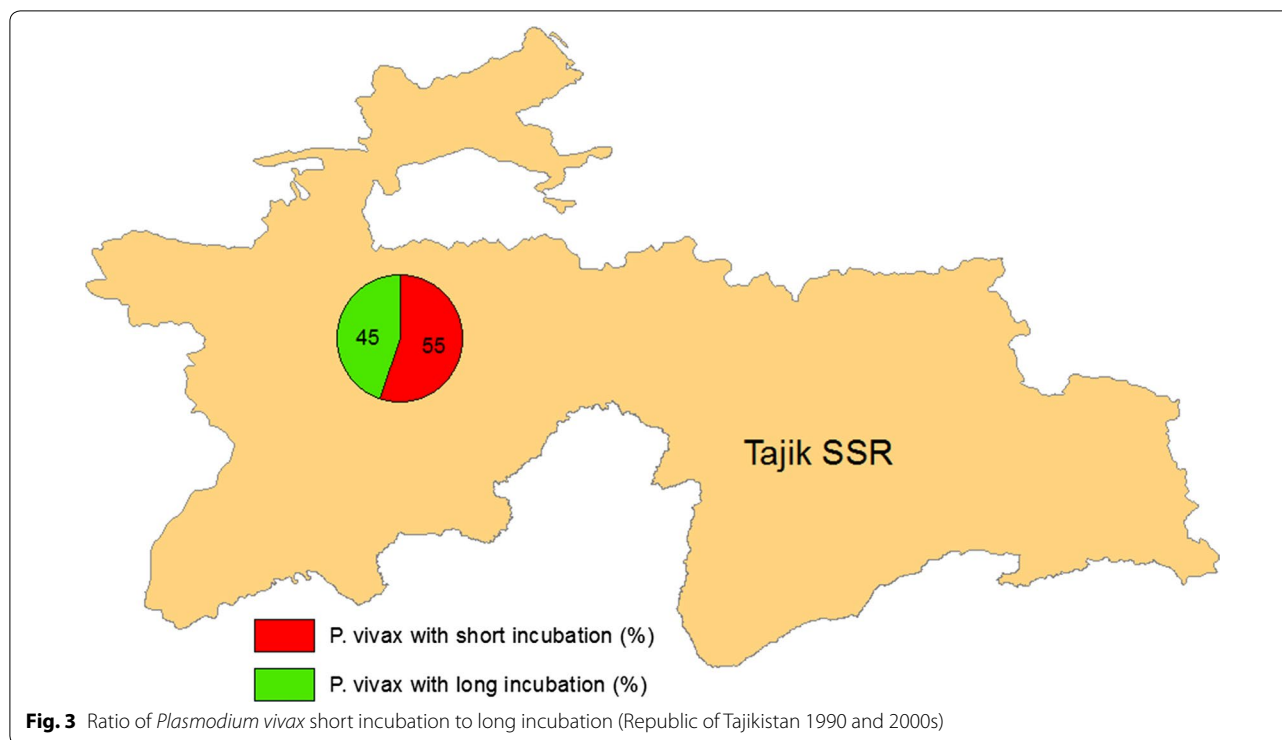 45
55
Tajik SSR
P. vivax with short incubation (%)
P. vivax with long incubation (%)
Fig. 3 Ratio of Plasmodium vivax short incubation to long incubation (Republic of Tajikistan 1990 and 2000s)